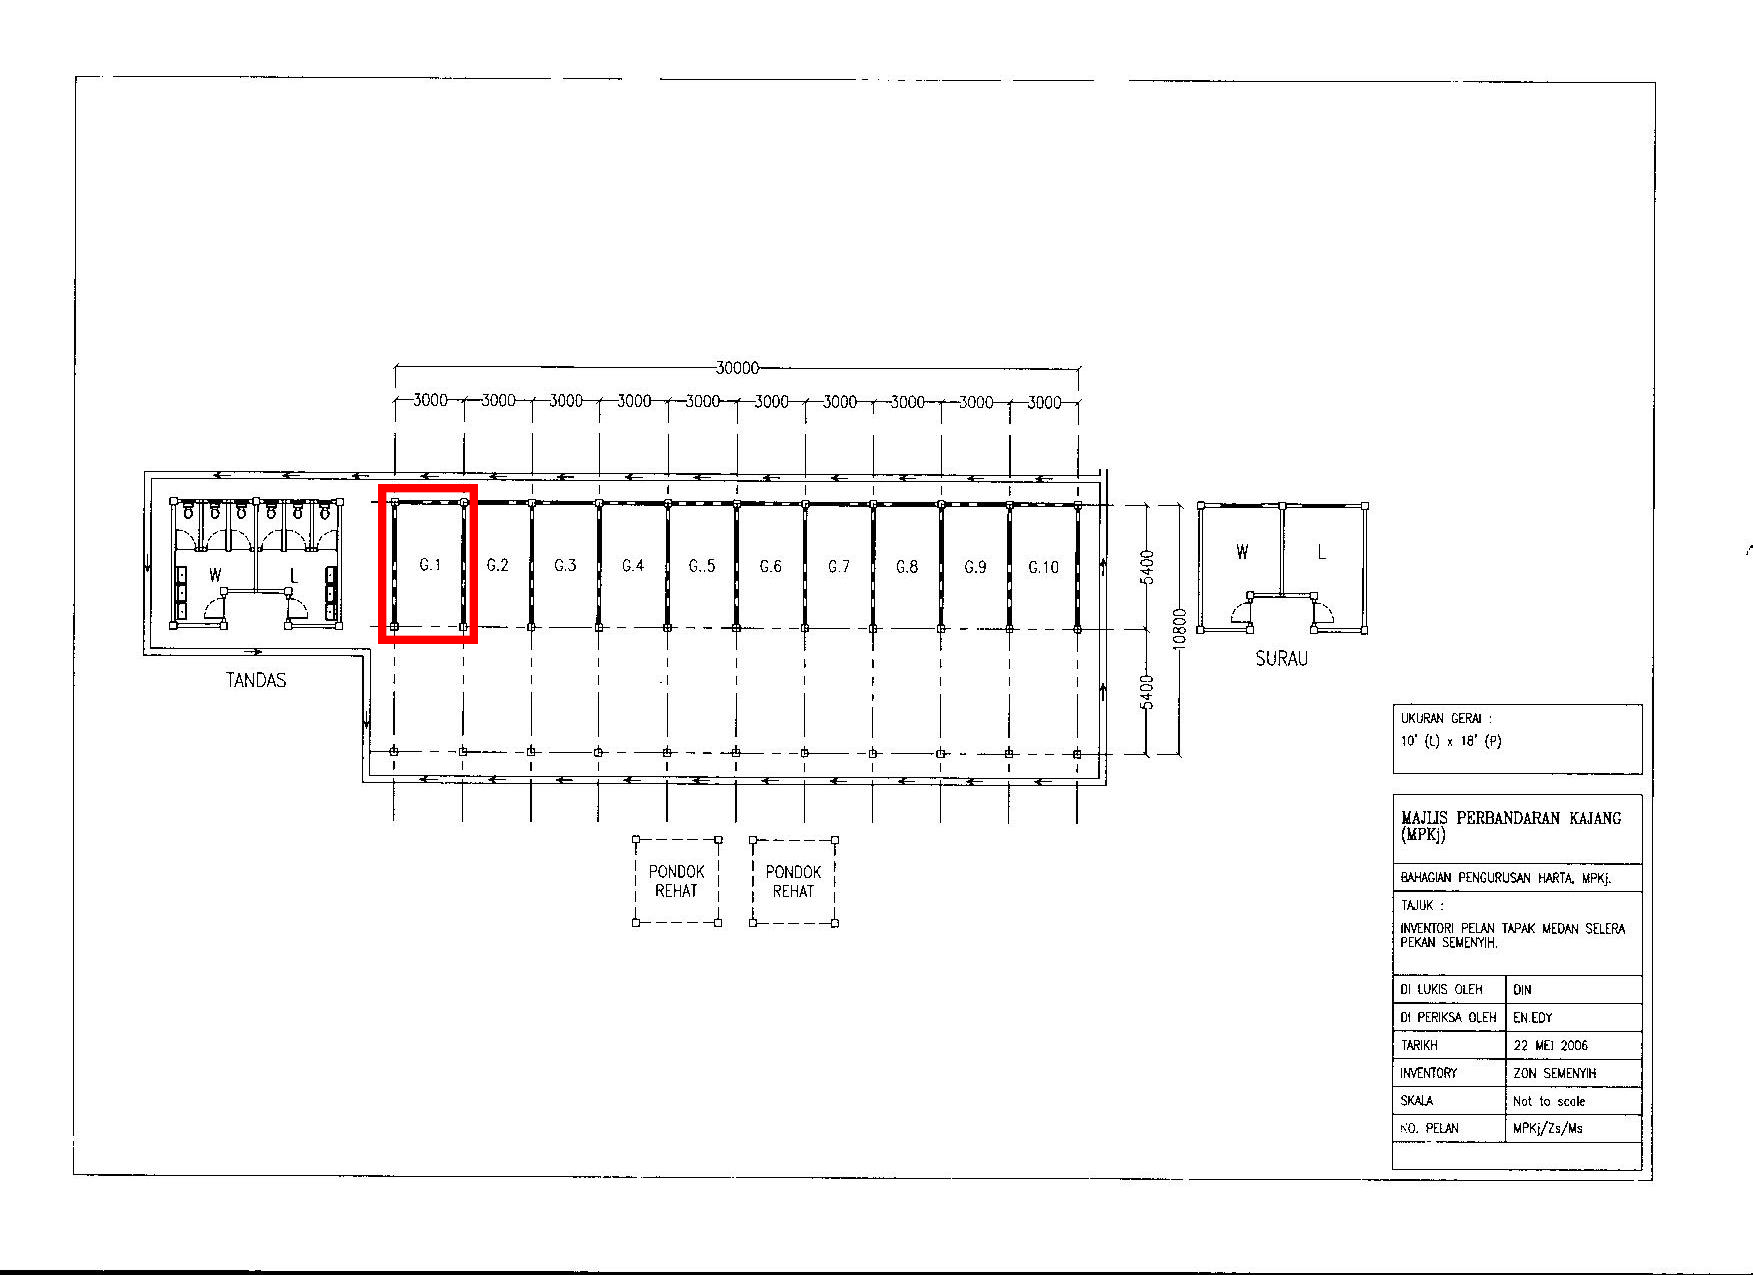 30000
3000 3000 3000 3000 3000 3000 3000 3000 3000 3000
G.1 G.2 G.3 G.4 G..5 G.6 G.7 G.8 G.9 G.10
5400
10800
5400
W L
TANDAS
W L
SURAU
PONDOK
REHAT
PONDOK
REHAT
UKURAN GERAI :
10' (L) x 18' (P)
MAJLIS PERBANDARAN KAJANG
(MPKj)
BAHAGIAN PENGURUSAN HARTA, MPKj.
TAJUK :
INVENTORI PELAN TAPAK MEDAN SELERA
PEKAN SEMENYIH.
DI LUKIS OLEH DIN
DI PERIKSA OLEH EN.EDY
TARIKH 22 MEI 2006
INVENTORY ZON SEMENYIH
SKALA Not to scale
NO. PELAN MPKj/Zs/Ms